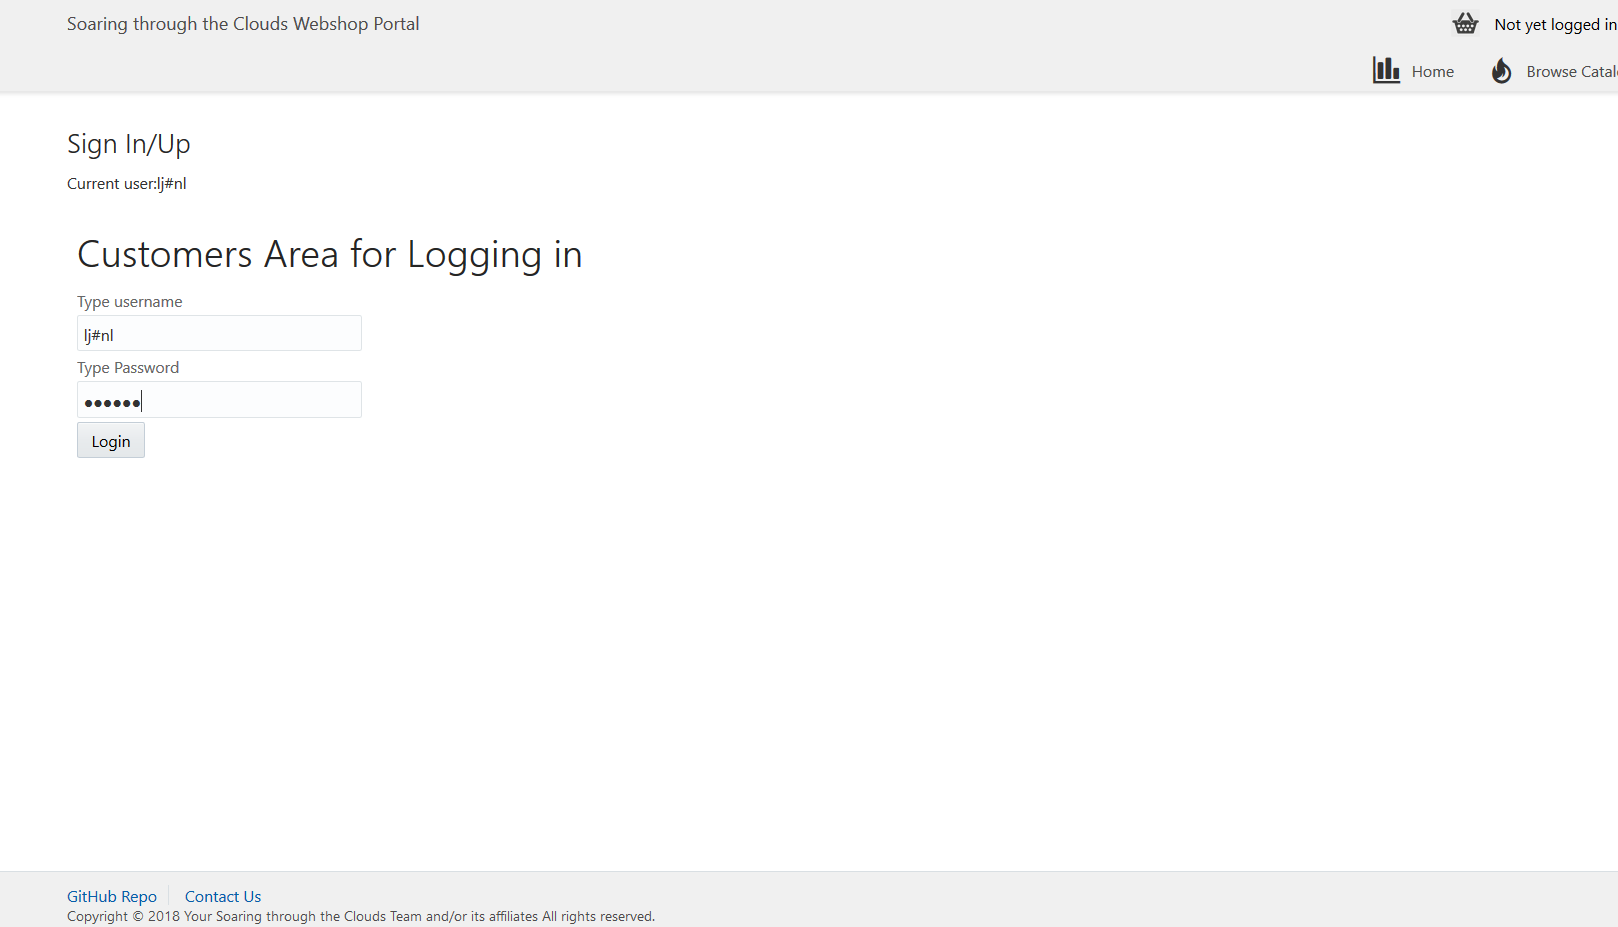 Soaring through the Clouds Webshop Portal
Not yet logged in
Home
Browse
Sign In/Up
Current user:lj#nl
Customers Area for Logging in
Type username
lj#nl
Type Password
Login
GitHub Repo
Contact Us
Copyright © 2018 Your Soaring through the Clouds Team and/or its affiliates All rights reserved.